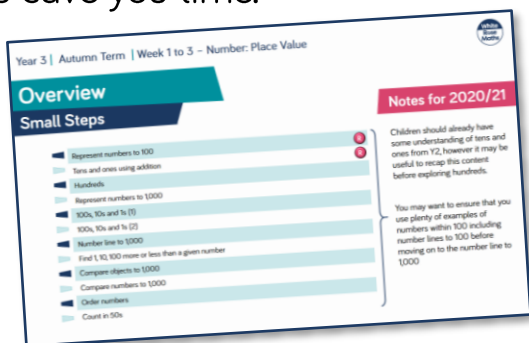 to save you time.
White
Rose
Maths
Year 3 | Autumn Term | Week 1 to 3 – Number: Place Value
Overview
Small Steps
Represent numbers to 100
R
Tens and ones using addition
R
Hundreds
Represent numbers to 1,000
100s, 10s and 1s (1)
100s, 10s and 1s (2)
Number line to 1,000
Find 1, 10, 100 more or less than a given number
Compare objects to 1,000
Compare numbers to 1,000
Order numbers
Count in 50s
Notes for 2020/21
Children should already have
some understanding of tens and
ones from Y2, however it may be
useful to recap this content
before exploring hundreds.
You may want to ensure that you
use plenty of examples of
numbers within 100 including
number lines to 100 before
moving on to the number line to
1,000